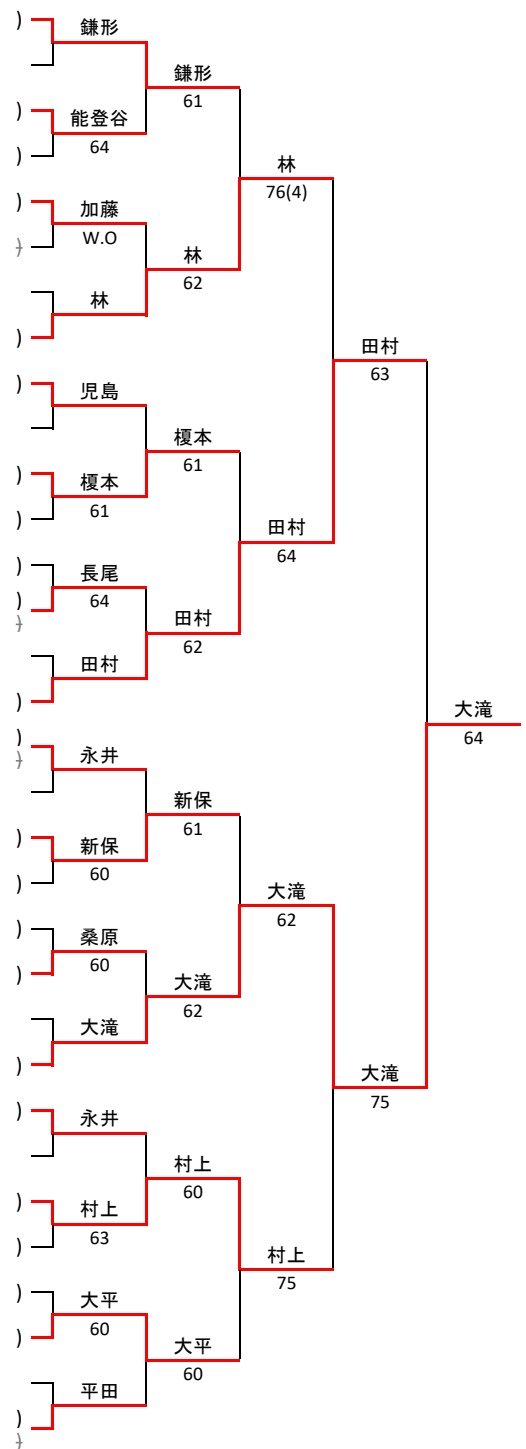 )
鎌形
鎌形
61
)
能登谷
64
)
林
76(4)
)
加藤
W.O
林
62
林
)
田村
63
)
児島
榎本
61
)
榎本
61
)
田村
64
)
長尾
64
)
田村
62
田村
)
大滝
64
)
永井
新保
61
)
新保
60
)
大滝
62
)
桑原
60
)
大滝
62
大滝
)
大滝
75
)
永井
村上
60
)
村上
63
)
村上
75
)
大平
60
)
大平
60
平田
)